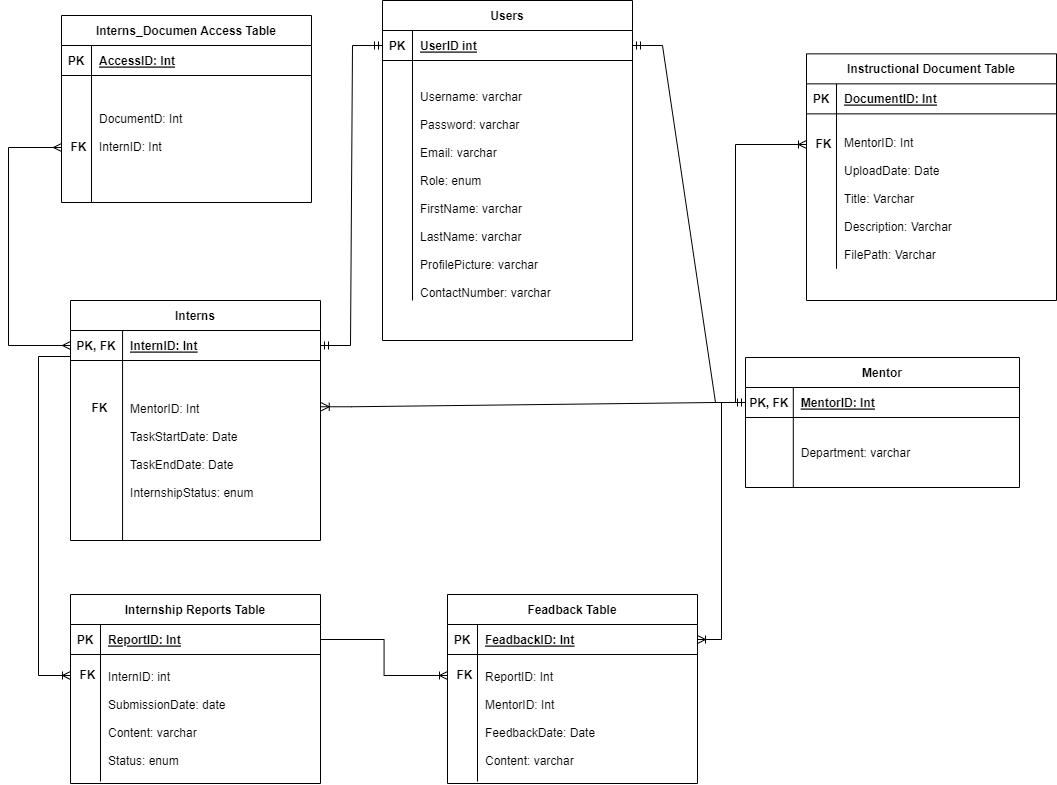 Interns_Documen Access Table
PK AccessID: Int
DocumentD: Int
FK InternID: Int
Users
PK UserID int
Username: varchar
Password: varchar
Email: varchar
Role: enum
FirstName: varchar
LastName: varchar
ProfilePicture: varchar
ContactNumber: varchar
Instructional Document Table
PK DocumentID: Int
FK MentorID: Int
UploadDate: Date
Title: Varchar
Description: Varchar
FilePath: Varchar
Interns
PK, FK InternID: Int
FK MentorID: Int
TaskStartDate: Date
TaskEndDate: Date
InternshipStatus: enum
Mentor
PK, FK MentorID: Int
Department: varchar
Internship Reports Table
PK ReportID: Int
FK InternID: int
SubmissionDate: date
Content: varchar
Status: enum
Feadback Table
PK FeadbackID: Int
FK ReportID: Int
MentorID: Int
FeedbackDate: Date
Content: varchar